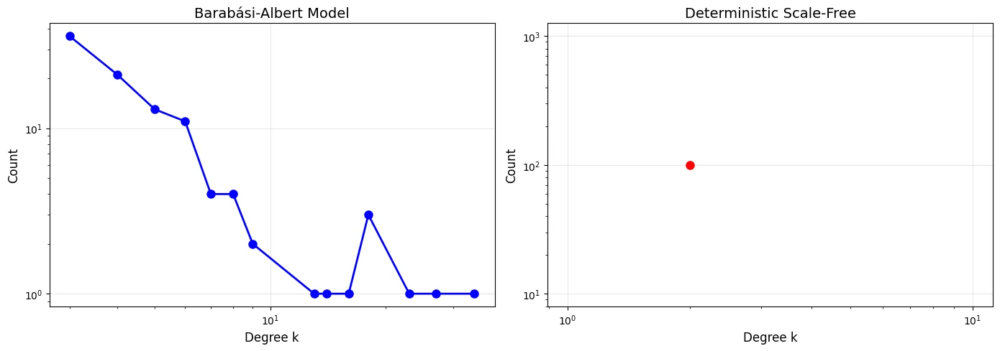 Barabási-Albert Model
Count
10¹
10⁰
10¹
Degree k
Deterministic Scale-Free
Count
10³
10²
10¹
10⁰
10¹
Degree k